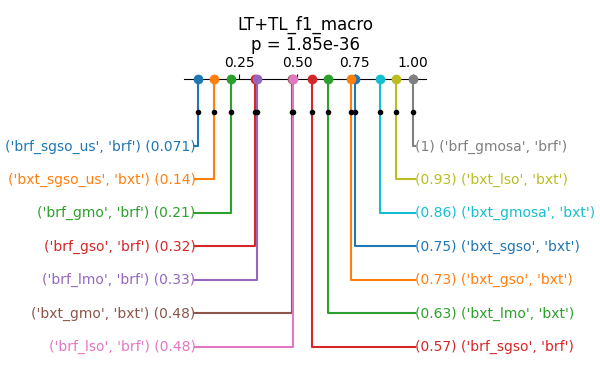 LT+TL_f1_macro
p = 1.85e-36
0.25 0.50 0.75 1.00
('brf_sgso_us', 'brf') (0.071)
(1) ('brf_gmosa', 'brf')
('bxt_sgso_us', 'bxt') (0.14)
(0.93) ('bxt_lso', 'bxt')
('brf_gmo', 'brf') (0.21)
(0.86) ('bxt_gmosa', 'bxt')
('brf_gso', 'brf') (0.32)
(0.75) ('bxt_sgso', 'bxt')
('brf_lmo', 'brf') (0.33)
(0.73) ('bxt_gso', 'bxt')
('bxt_gmo', 'bxt') (0.48)
(0.63) ('bxt_lmo', 'bxt')
('brf_lso', 'brf') (0.48)
(0.57) ('brf_sgso', 'brf')